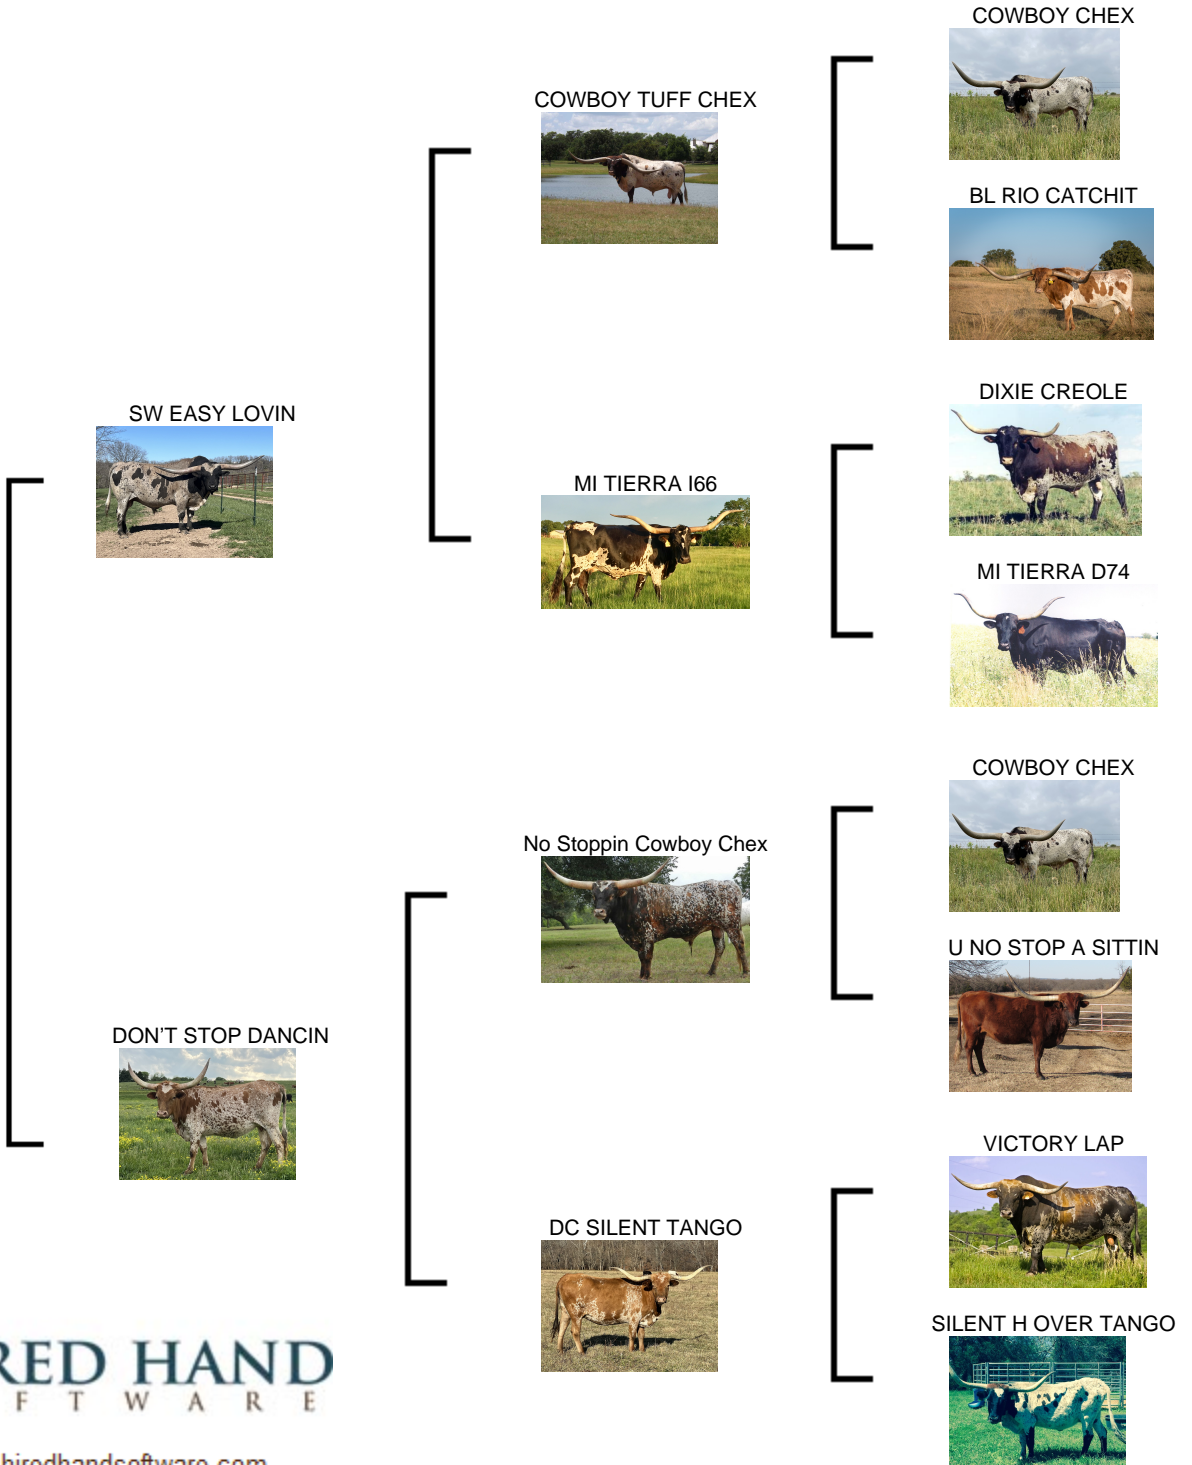 COWBOY CHEX
COWBOY TUFF CHEX
BL RIO CATCHIT
DIXIE CREOLE
SW EASY LOVIN
MI TIERRA I66
MI TIERRA D74
COWBOY CHEX
No Stoppin Cowboy Chex
U NO STOP A SITTIN
DON'T STOP DANCIN
VICTORY LAP
DC SILENT TANGO
SILENT H OVER TANGO
RED HAND
F T W A R E
hiredhandsoftware.com